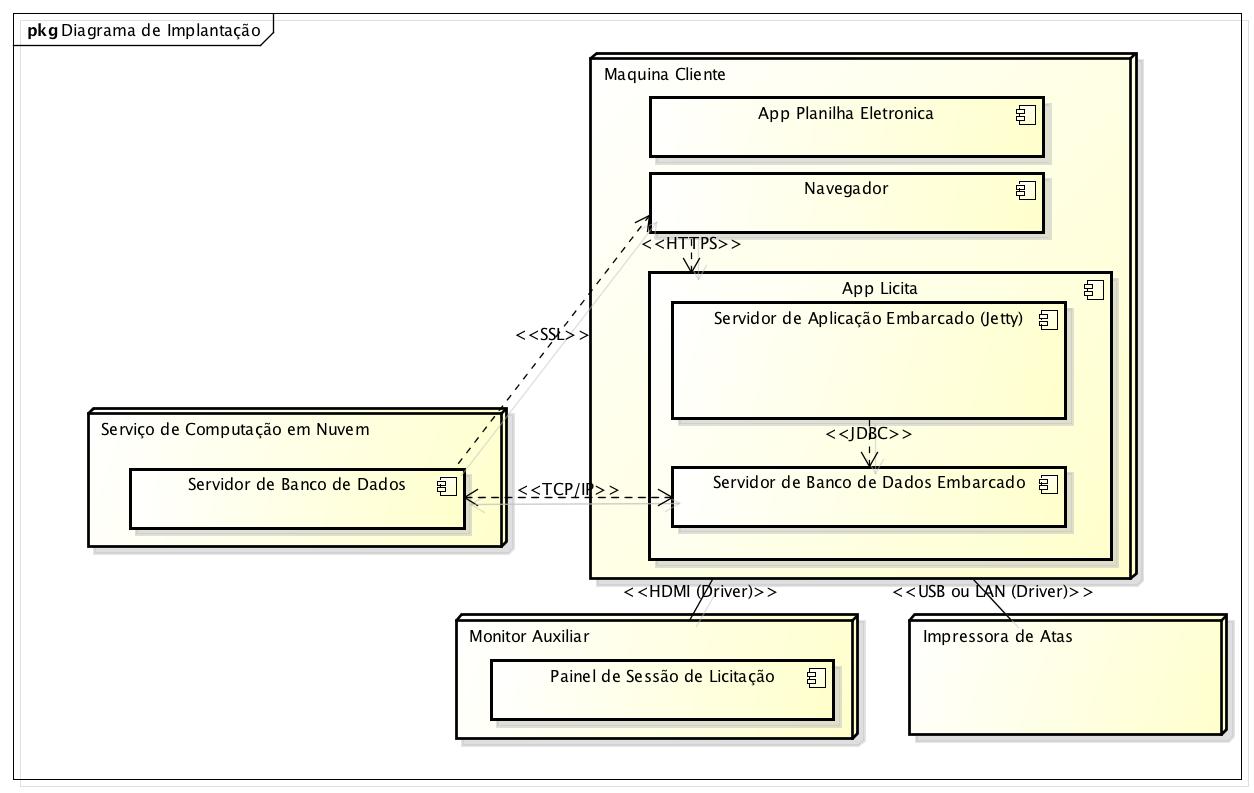 pkg Diagrama de Implantação
Maquina Cliente
App Planilha Eletronica
Navegador
<<HTTPS>>
App Licita
Servidor de Aplicação Embarcado (Jetty)
<<SSL>>
<<JDBC>>
Serviço de Computação em Nuvem
Servidor de Banco de Dados
<<TCP/IP>>
Servidor de Banco de Dados Embarcado
<<HDMI (Driver)>>
<<USB ou LAN (Driver)>>
Monitor Auxiliar
Impressora de Atas
Painel de Sessão de Licitação